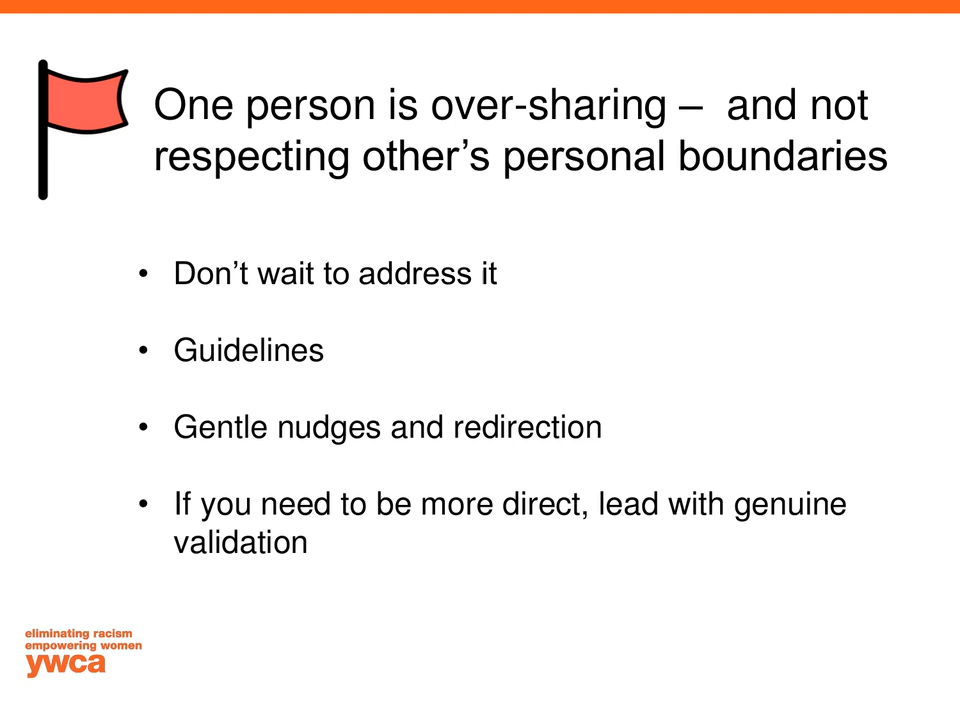 One person is over-sharing –  and not
respecting other’s personal boundaries
• Don’t wait to address it
• Guidelines
• Gentle nudges and redirection
• If you need to be more direct, lead with genuine
validation
eliminating racism
empowering women
ywca